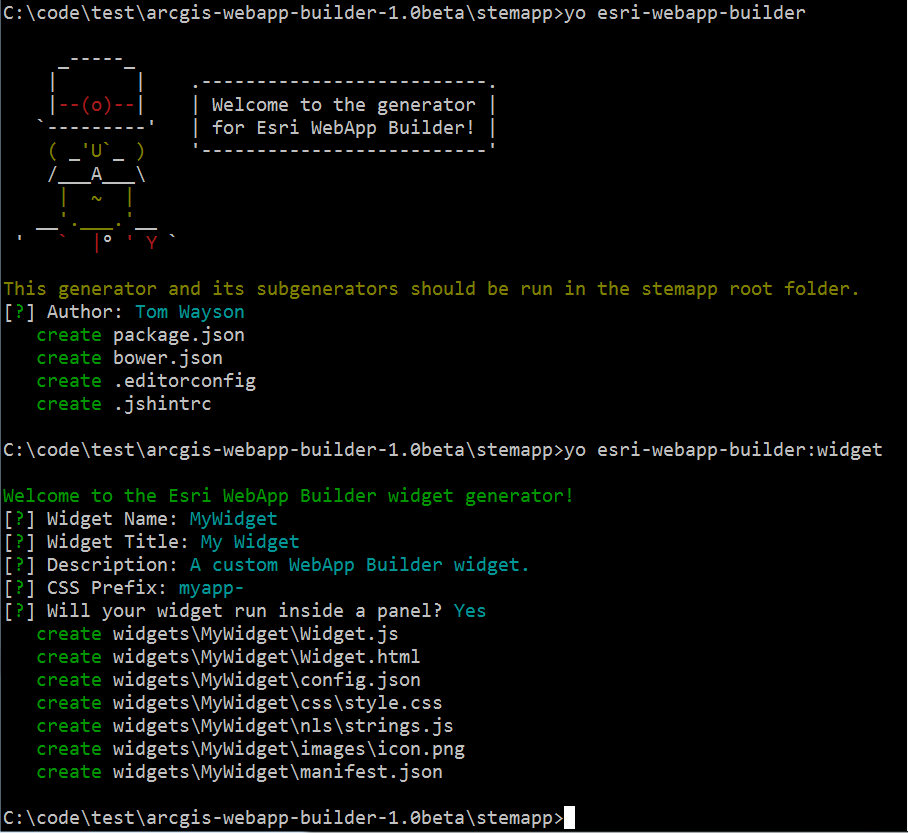 C:\code\test\arcgis-webapp-builder-1.0beta\stemapp>yo esri-webapp-builder
     _-----_
    |       |    .--------------------------.
    |--(o)--|    | Welcome to the generator |
   `---------'   | for Esri WebApp Builder! |
    ( _'U`_ )    '--------------------------'
    /___A___\
     |  ~  |
   __'.___.'__
 '   `  |° ' Y `
This generator and its subgenerators should be run in the stemapp root folder.
[?] Author: Tom Wayson
   create package.json
   create bower.json
   create .editorconfig
   create .jshintrc
C:\code\test\arcgis-webapp-builder-1.0beta\stemapp>yo esri-webapp-builder:widget
Welcome to the Esri WebApp Builder widget generator!
[?] Widget Name: MyWidget
[?] Widget Title: My Widget
[?] Description: A custom WebApp Builder widget.
[?] CSS Prefix: myapp-
[?] Will your widget run inside a panel? Yes
   create widgets\MyWidget\Widget.js
   create widgets\MyWidget\Widget.html
   create widgets\MyWidget\config.json
   create widgets\MyWidget\css\style.css
   create widgets\MyWidget\nls\strings.js
   create widgets\MyWidget\images\icon.png
   create widgets\MyWidget\manifest.json
C:\code\test\arcgis-webapp-builder-1.0beta\stemapp>